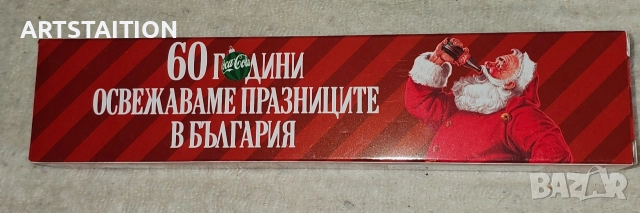 ARTSTAITION
60 ГОДИНИ
Coca-Cola
ОСВЕЖАВАМЕ ПРАЗНИЦИТЕ
В БЪЛГАРИЯ
BAZAR